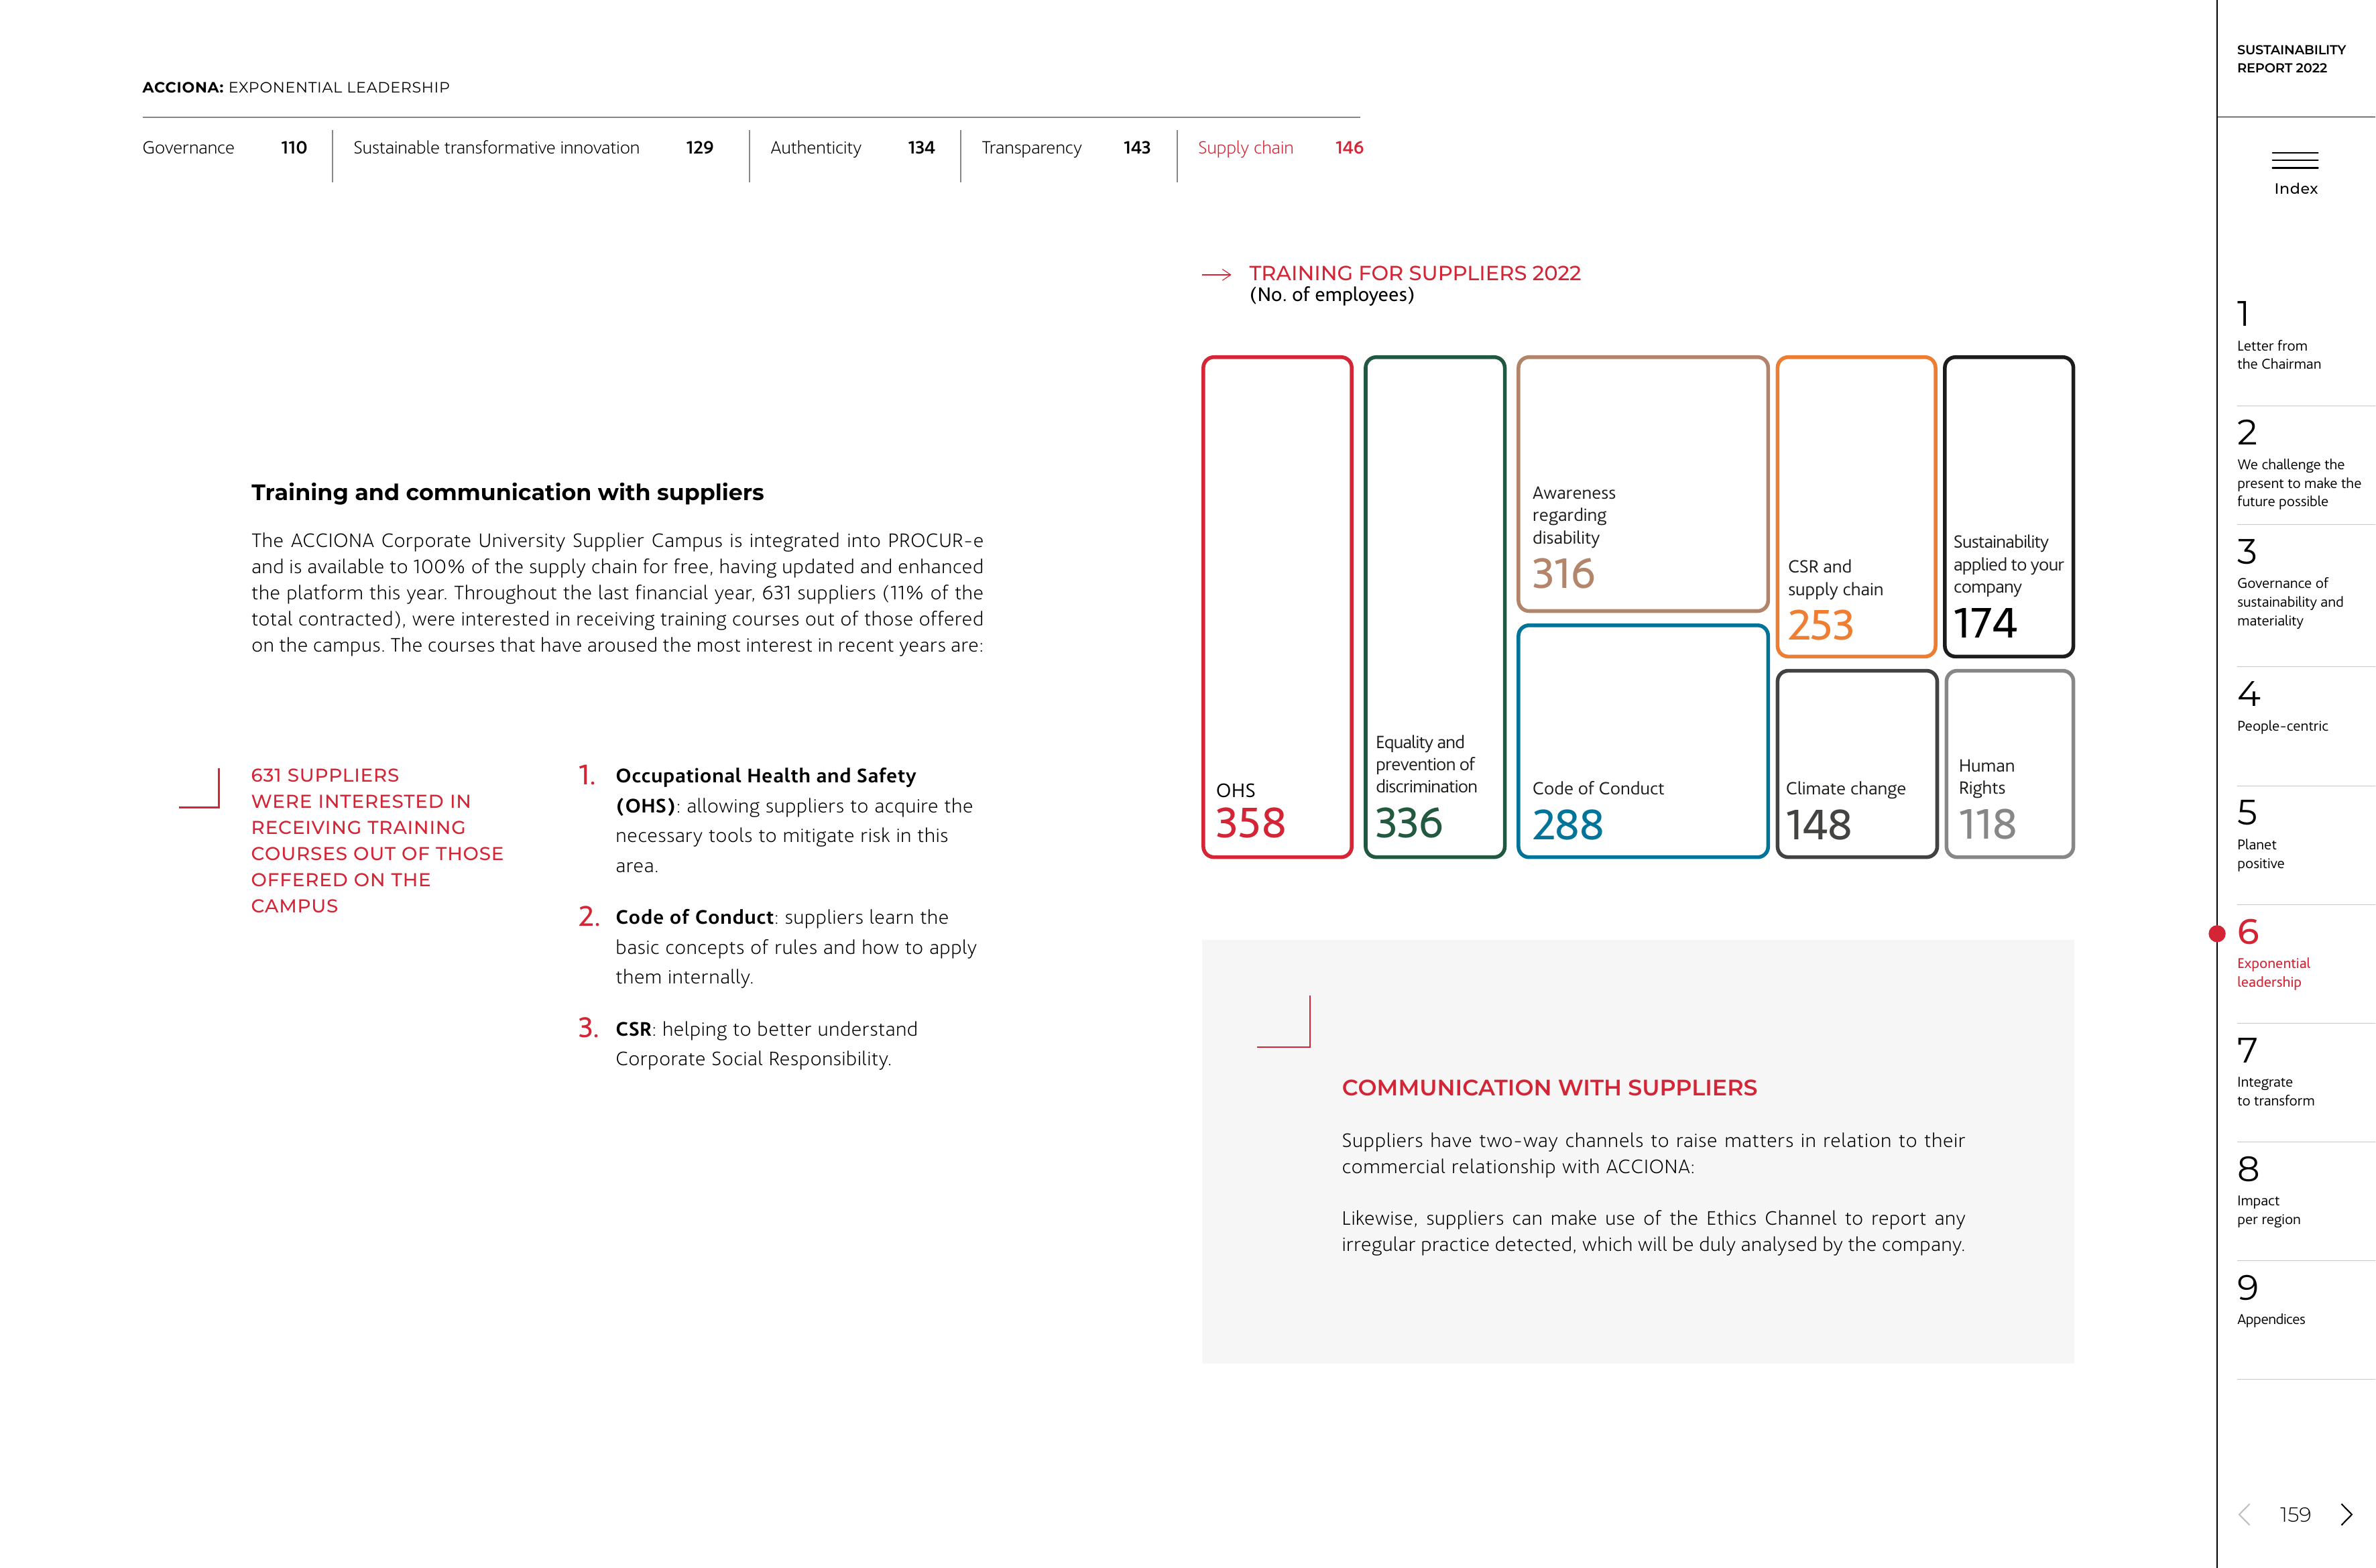 ACCIONA: EXPONENTIAL LEADERSHIP
Governance 110
Sustainable transformative innovation 129
Authenticity 134
Transparency 143
Supply chain 146
Training and communication with suppliers
The ACCIONA Corporate University Supplier Campus is integrated into PROCUR-e
and is available to 100% of the supply chain for free, having updated and enhanced
the platform this year. Throughout the last financial year, 631 suppliers (11% of the
total contracted), were interested in receiving training courses out of those offered
on the campus. The courses that have aroused the most interest in recent years are:
631 SUPPLIERS
WERE INTERESTED IN
RECEIVING TRAINING
COURSES OUT OF THOSE
OFFERED ON THE
CAMPUS
1. Occupational Health and Safety
(OHS): allowing suppliers to acquire the
necessary tools to mitigate risk in this
area.
2. Code of Conduct: suppliers learn the
basic concepts of rules and how to apply
them internally.
3. CSR: helping to better understand
Corporate Social Responsibility.
TRAINING FOR SUPPLIERS 2022
(No. of employees)
OHS
358
Equality and
prevention of
discrimination
336
Awareness
regarding
disability
316
Code of Conduct
288
CSR and
supply chain
253
Sustainability
applied to your
company
174
Climate change
148
Human
Rights
118
COMMUNICATION WITH SUPPLIERS
Suppliers have two-way channels to raise matters in relation to their
commercial relationship with ACCIONA:
Likewise, suppliers can make use of the Ethics Channel to report any
irregular practice detected, which will be duly analysed by the company.
SUSTAINABILITY
REPORT 2022
Index
1
Letter from
the Chairman
2
We challenge the
present to make the
future possible
3
Governance of
sustainability and
materiality
4
People-centric
5
Planet
positive
6
Exponential
leadership
7
Integrate
to transform
8
Impact
per region
9
Appendices
159